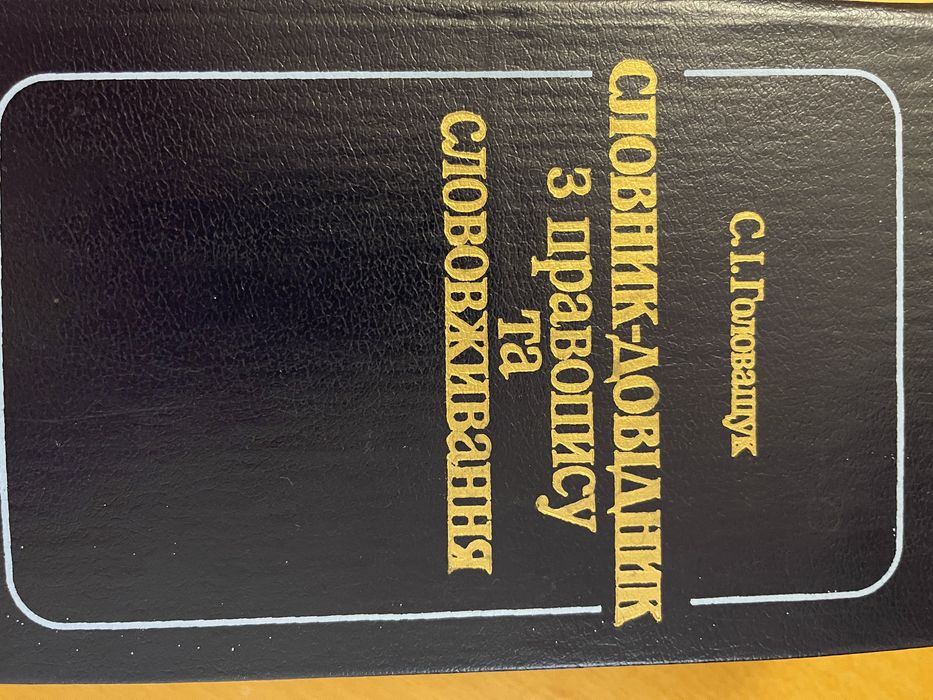 С. І. Головащук
СЛОВНИК-ДОВІДНИК
з правопису
та
слововживання